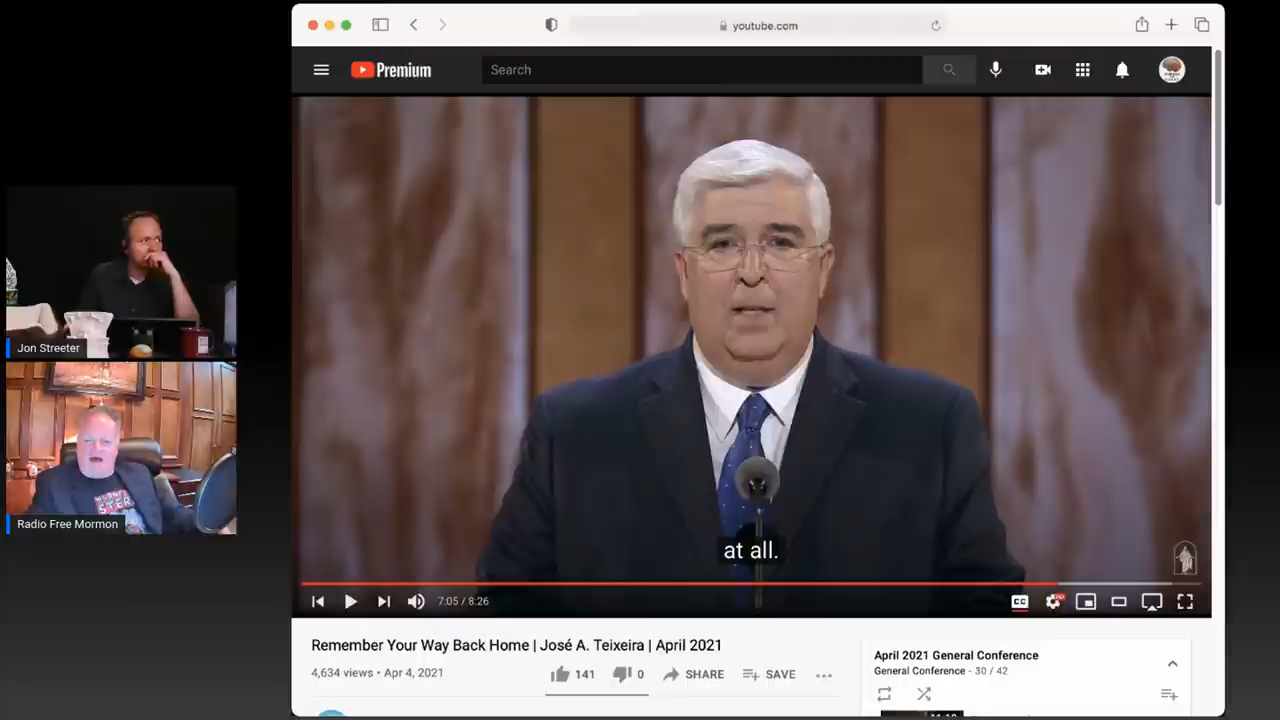 youtube.com
Premium
Search
at all.
7:05 / 8:26
CC
HD
Remember Your Way Back Home | José A. Teixeira | April 2021
4,634 views • Apr 4, 2021
141
0
SHARE
SAVE
April 2021 General Conference
General Conference - 30 / 42
Jon Streeter
Radio Free Mormon